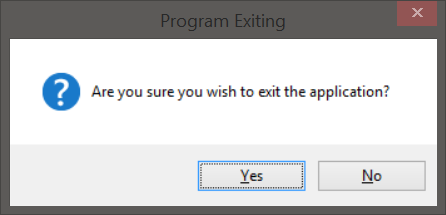 Program Exiting
Are you sure you wish to exit the application?
Yes
No